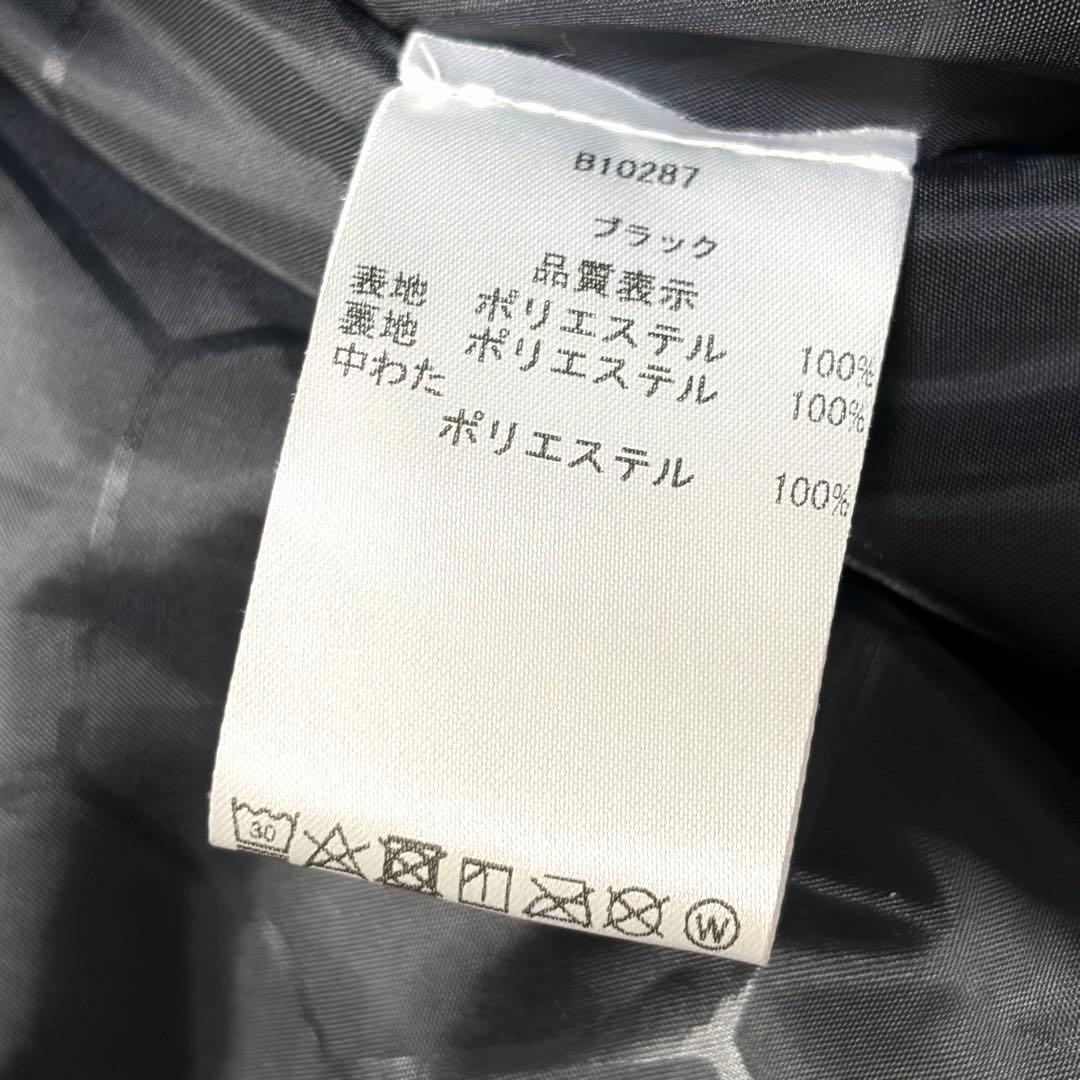 B10287
ブラック
品質表示
表地 ポリエステル 100%
裏地 ポリエステル 100%
中わた
ポリエステル 100%
30
W